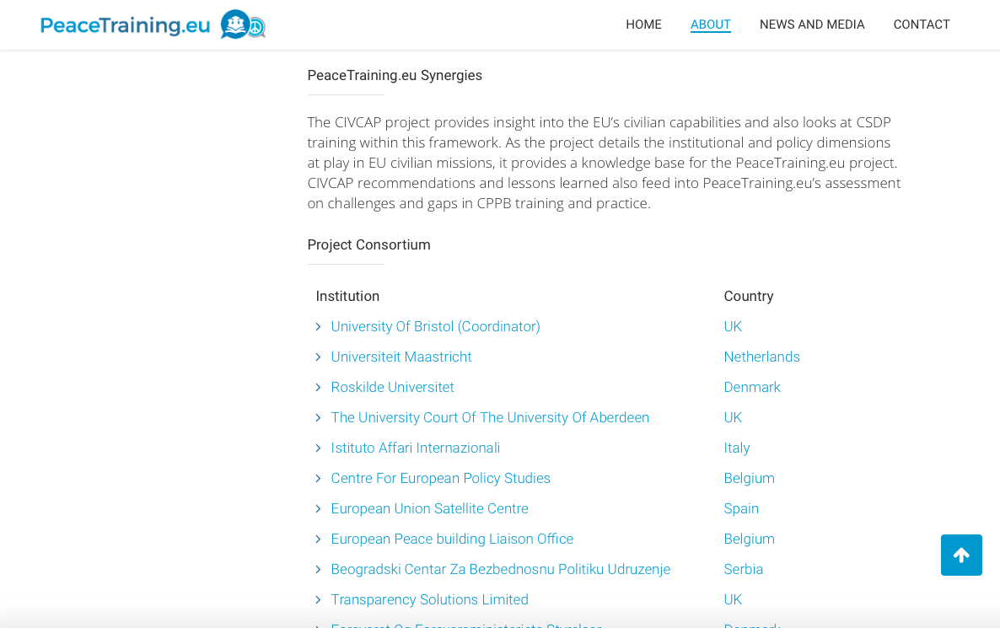 PeaceTraining.eu
HOME ABOUT NEWS AND MEDIA CONTACT
PeaceTraining.eu Synergies
The CIVCAP project provides insight into the EU’s civilian capabilities and also looks at CSDP
training within this framework. As the project details the institutional and policy dimensions
at play in EU civilian missions, it provides a knowledge base for the PeaceTraining.eu project.
CIVCAP recommendations and lessons learned also feed into PeaceTraining.eu’s assessment
on challenges and gaps in CPPB training and practice.
Project Consortium
Institution Country
University Of Bristol (Coordinator) UK
Universiteit Maastricht Netherlands
Roskilde Universitet Denmark
The University Court Of The University Of Aberdeen UK
Istituto Affari Internazionali Italy
Centre For European Policy Studies Belgium
European Union Satellite Centre Spain
European Peace building Liaison Office Belgium
Beogradski Centar Za Bezbednosnu Politiku Udruzenje Serbia
Transparency Solutions Limited UK
Denmark